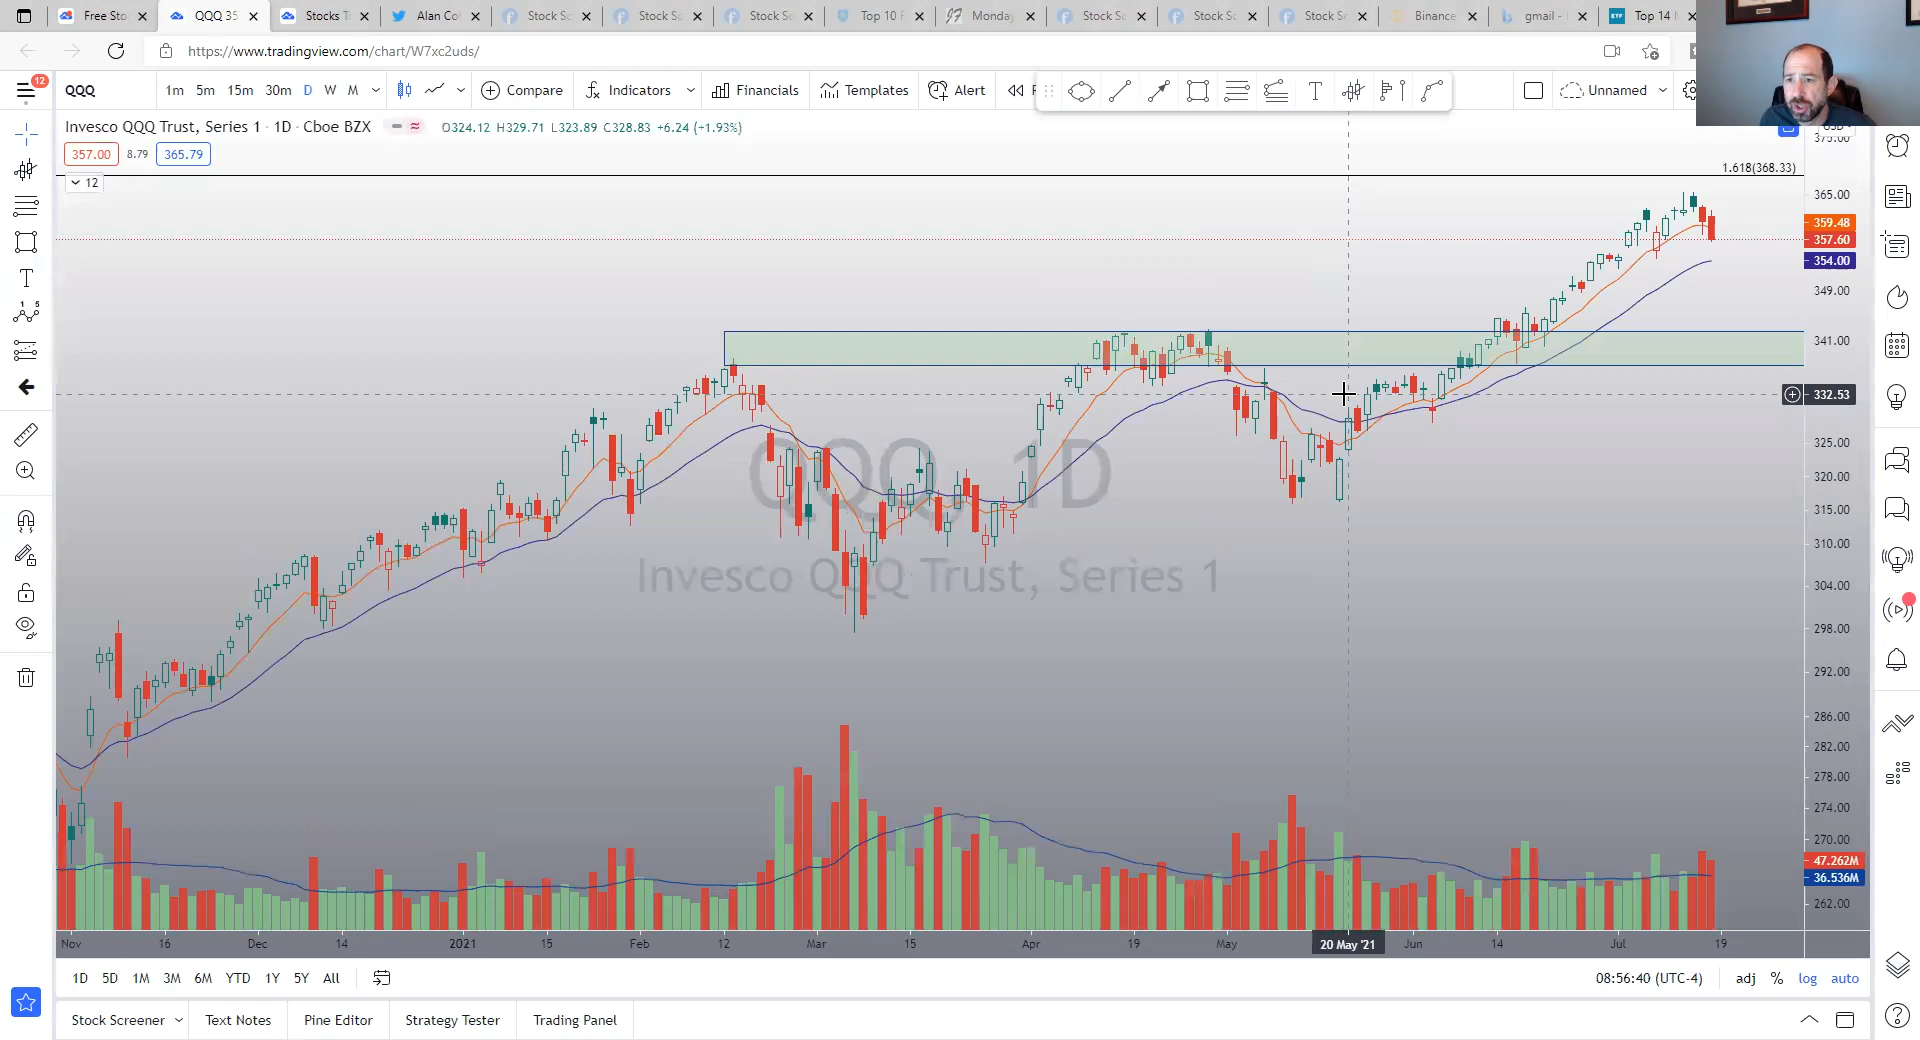 Free Sto
QQQ 35
Stocks T
Alan Co
Stock Sc
Stock Sc
Stock Sc
Top 10 F
Monday
Stock Sc
Stock Sc
Stock Se
Binance
gmail -
Top 14
https://www.tradingview.com/chart/W7xc2uds/
12
QQQ
1m 5m 15m 30m D W M
Compare
Indicators
Financials
Templates
Alert
Unnamed
Invesco QQQ Trust, Series 1 · 1D · Cboe BZX
O324.12 H329.71 L323.89 C328.83 +6.24 (+1.93%)
357.00 8.79 365.79
12
1.618(368.33)
375.00
365.00
359.48
357.60
354.00
349.00
341.00
332.53
325.00
320.00
315.00
310.00
304.00
298.00
292.00
286.00
282.00
278.00
274.00
270.00
47.262M
36.536M
262.00
QQQ, 1D
Invesco QQQ Trust, Series 1
Nov 16 Dec 14 2021 15 Feb 12 Mar 15 Apr 19 May 20 May '21 Jun 14 Jul 19
1D 5D 1M 3M 6M YTD 1Y 5Y All
08:56:40 (UTC-4) adj % log auto
Stock Screener Text Notes Pine Editor Strategy Tester Trading Panel